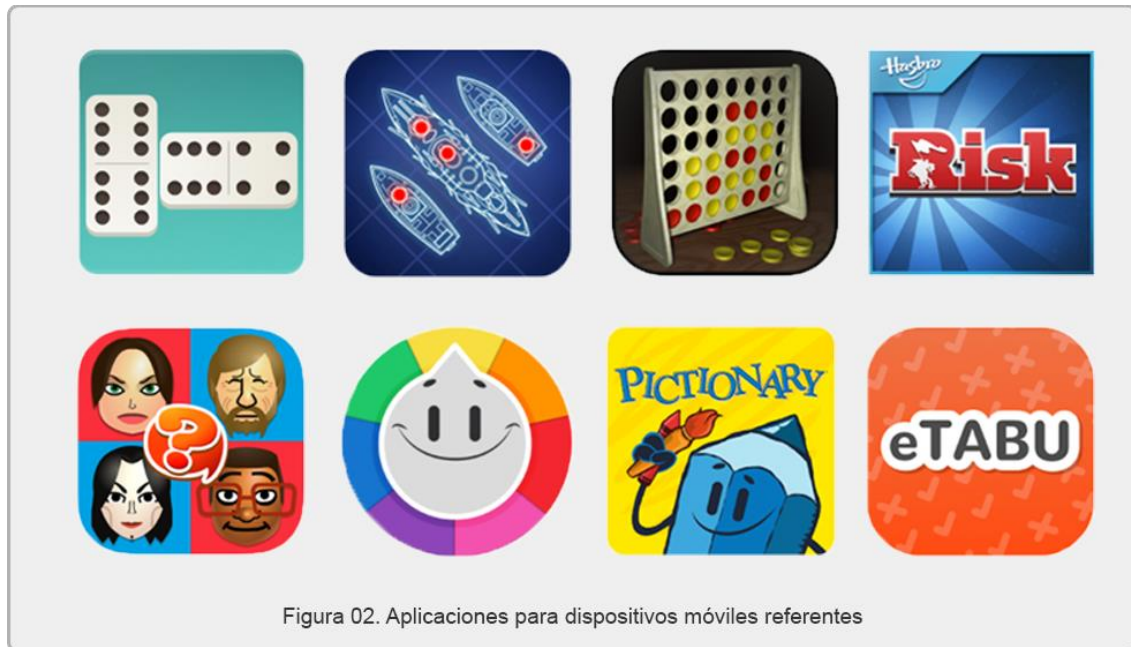 Hasbro
Risk
?
PICTIONARY
eTABU
Figura 02. Aplicaciones para dispositivos móviles referentes